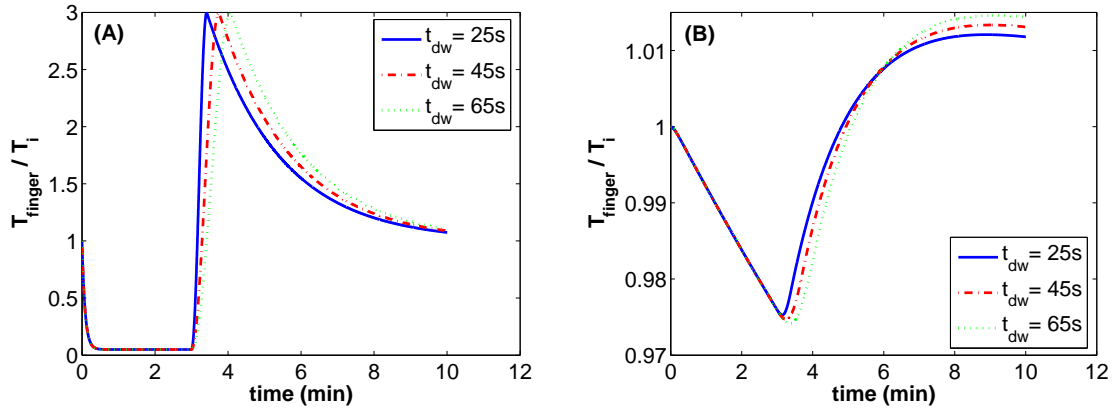 (A)
t_dw = 25s
t_dw = 45s
t_dw = 65s
3
2.5
2
1.5
1
0.5
0
0 2 4 6 8 10 12
time (min)
T_finger / T_i
(B)
1.01
1
0.99
0.98
0.97
t_dw = 25s
t_dw = 45s
t_dw = 65s
0 2 4 6 8 10 12
time (min)
T_finger / T_i